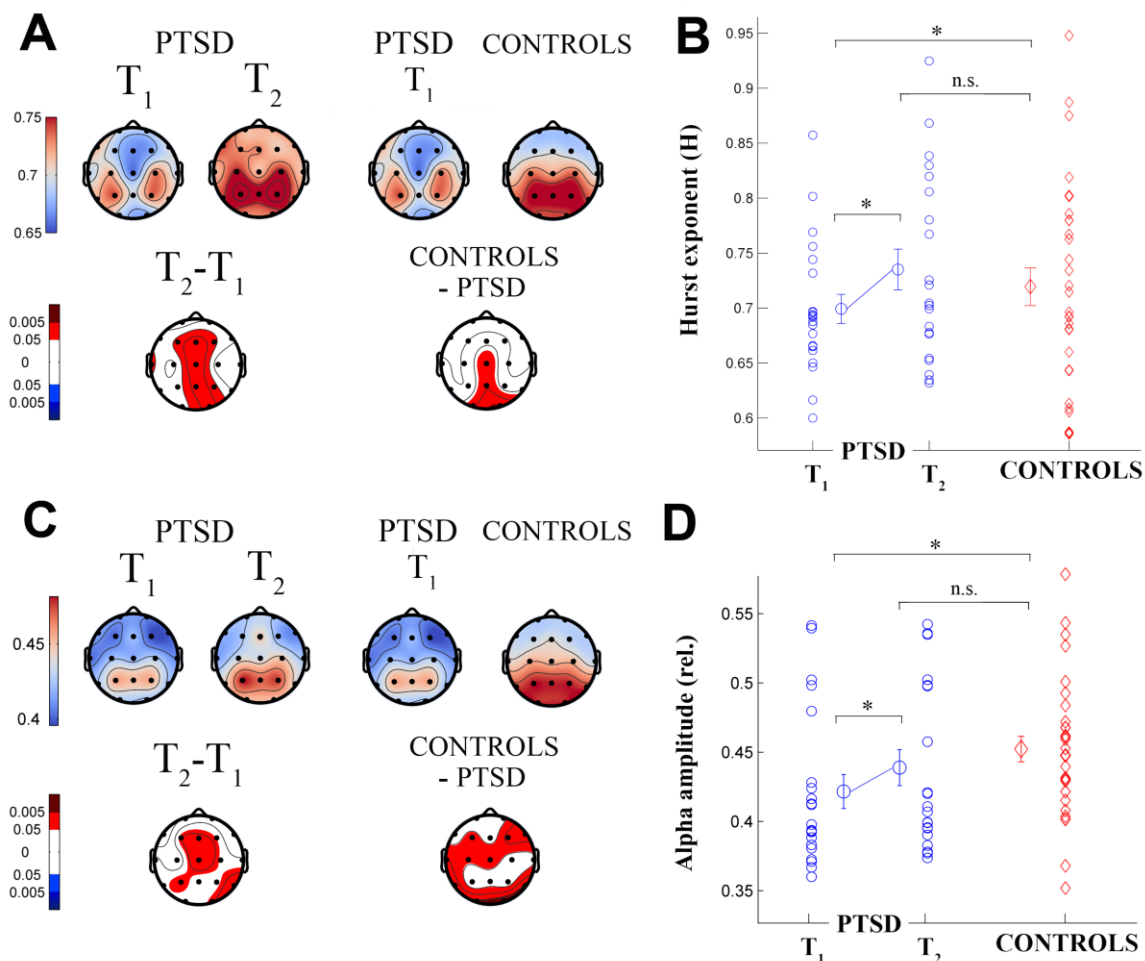 A
PTSD
PTSD
CONTROLS
T1
T2
T1
0.75
0.7
0.65
T2-T1
CONTROLS
- PTSD
0.005
0.05
0
0.05
0.005
B
Hurst exponent (H)
0.95
0.9
0.85
0.8
0.75
0.7
0.65
0.6
*
n.s.
*
T1
PTSD
T2
CONTROLS
C
PTSD
PTSD
CONTROLS
T1
T2
T1
0.45
0.4
T2-T1
CONTROLS
- PTSD
0.005
0.05
0
0.05
0.005
D
Alpha amplitude (rel.)
0.55
0.5
0.45
0.4
0.35
*
n.s.
*
T1
PTSD
T2
CONTROLS